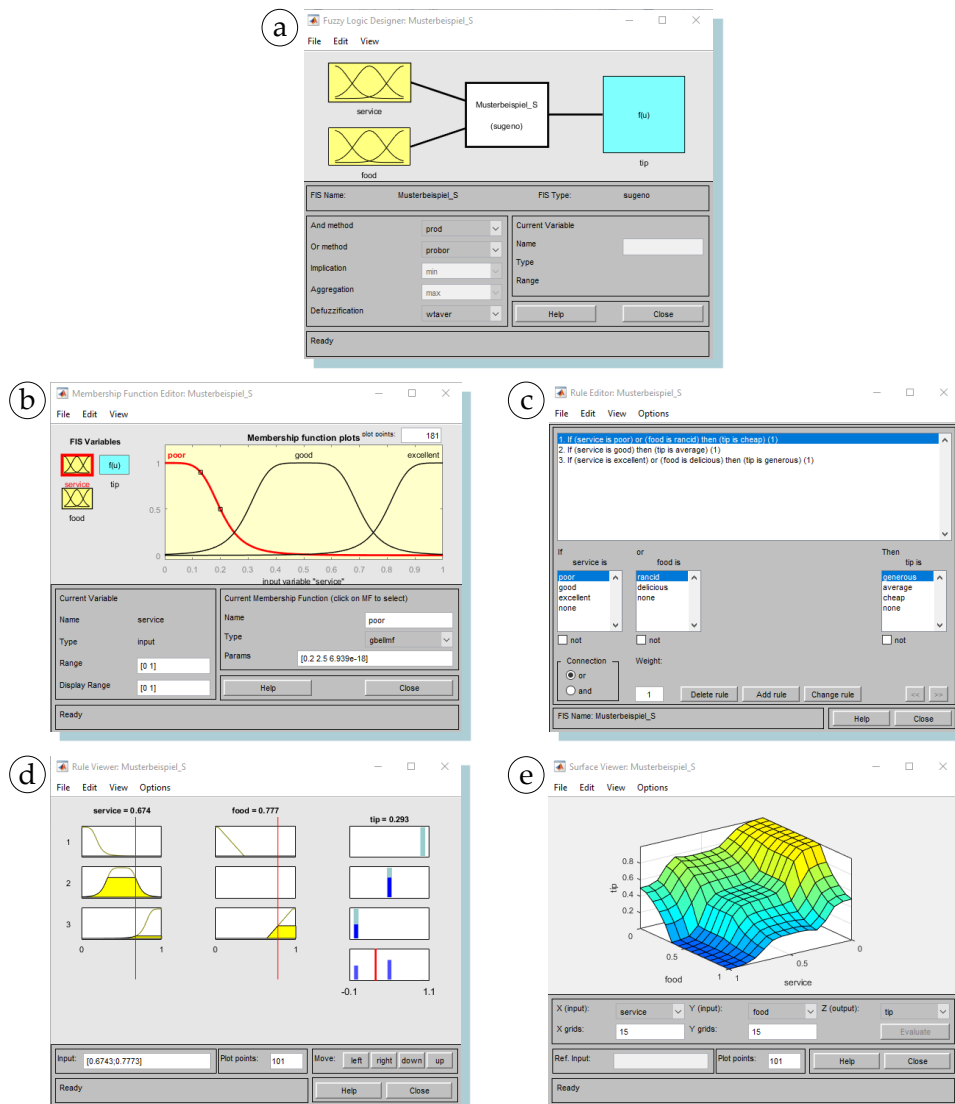 a
Fuzzy Logic Designer: Musterbeispiel_S
File Edit View
service
food
Musterbeispiel_S
(sugeno)
f(u)
tip
FIS Name: Musterbeispiel_S FIS Type: sugeno
And method prod
Or method probor
Implication min
Aggregation max
Defuzzification wtaver
Current Variable
Name
Type
Range
Help Close
Ready
b
Membership Function Editor: Musterbeispiel_S
File Edit View
FIS Variables
service
f(u)
tip
food
Membership function plots plot points: 181
poor good excellent
1
0.5
0
0 0.1 0.2 0.3 0.4 0.5 0.6 0.7 0.8 0.9 1
input variable "service"
Current Variable
Name service
Type input
Range [0 1]
Display Range [0 1]
Current Membership Function (click on MF to select)
Name poor
Type gbellmf
Params [0.2 2.5 6.939e-18]
Help Close
Ready
c
Rule Editor: Musterbeispiel_S
File Edit View Options
1. If (service is poor) or (food is rancid) then (tip is cheap) (1)
2. If (service is good) then (tip is average) (1)
3. If (service is excellent) or (food is delicious) then (tip is generous) (1)
If or Then
service is food is tip is
poor
good
excellent
none
not
rancid
delicious
none
not
generous
average
cheap
none
not
Connection
or
and
Weight:
1 Delete rule Add rule Change rule << >>
FIS Name: Musterbeispiel_S Help Close
d
Rule Viewer: Musterbeispiel_S
File Edit View Options
service = 0.674 food = 0.777 tip = 0.293
1
2
3
0 1 0 1
-0.1 1.1
Input: [0.6743;0.7773] Plot points: 101 Move: left right down up
Ready Help Close
e
Surface Viewer: Musterbeispiel_S
File Edit View Options
tip
0.8
0.6
0.4
0.2
0
0.5
1
food
1
0.5
0
service
X (input): service Y (input): food Z (output): tip
X grids: 15 Y grids: 15 Evaluate
Ref. Input: Plot points: 101 Help Close
Ready